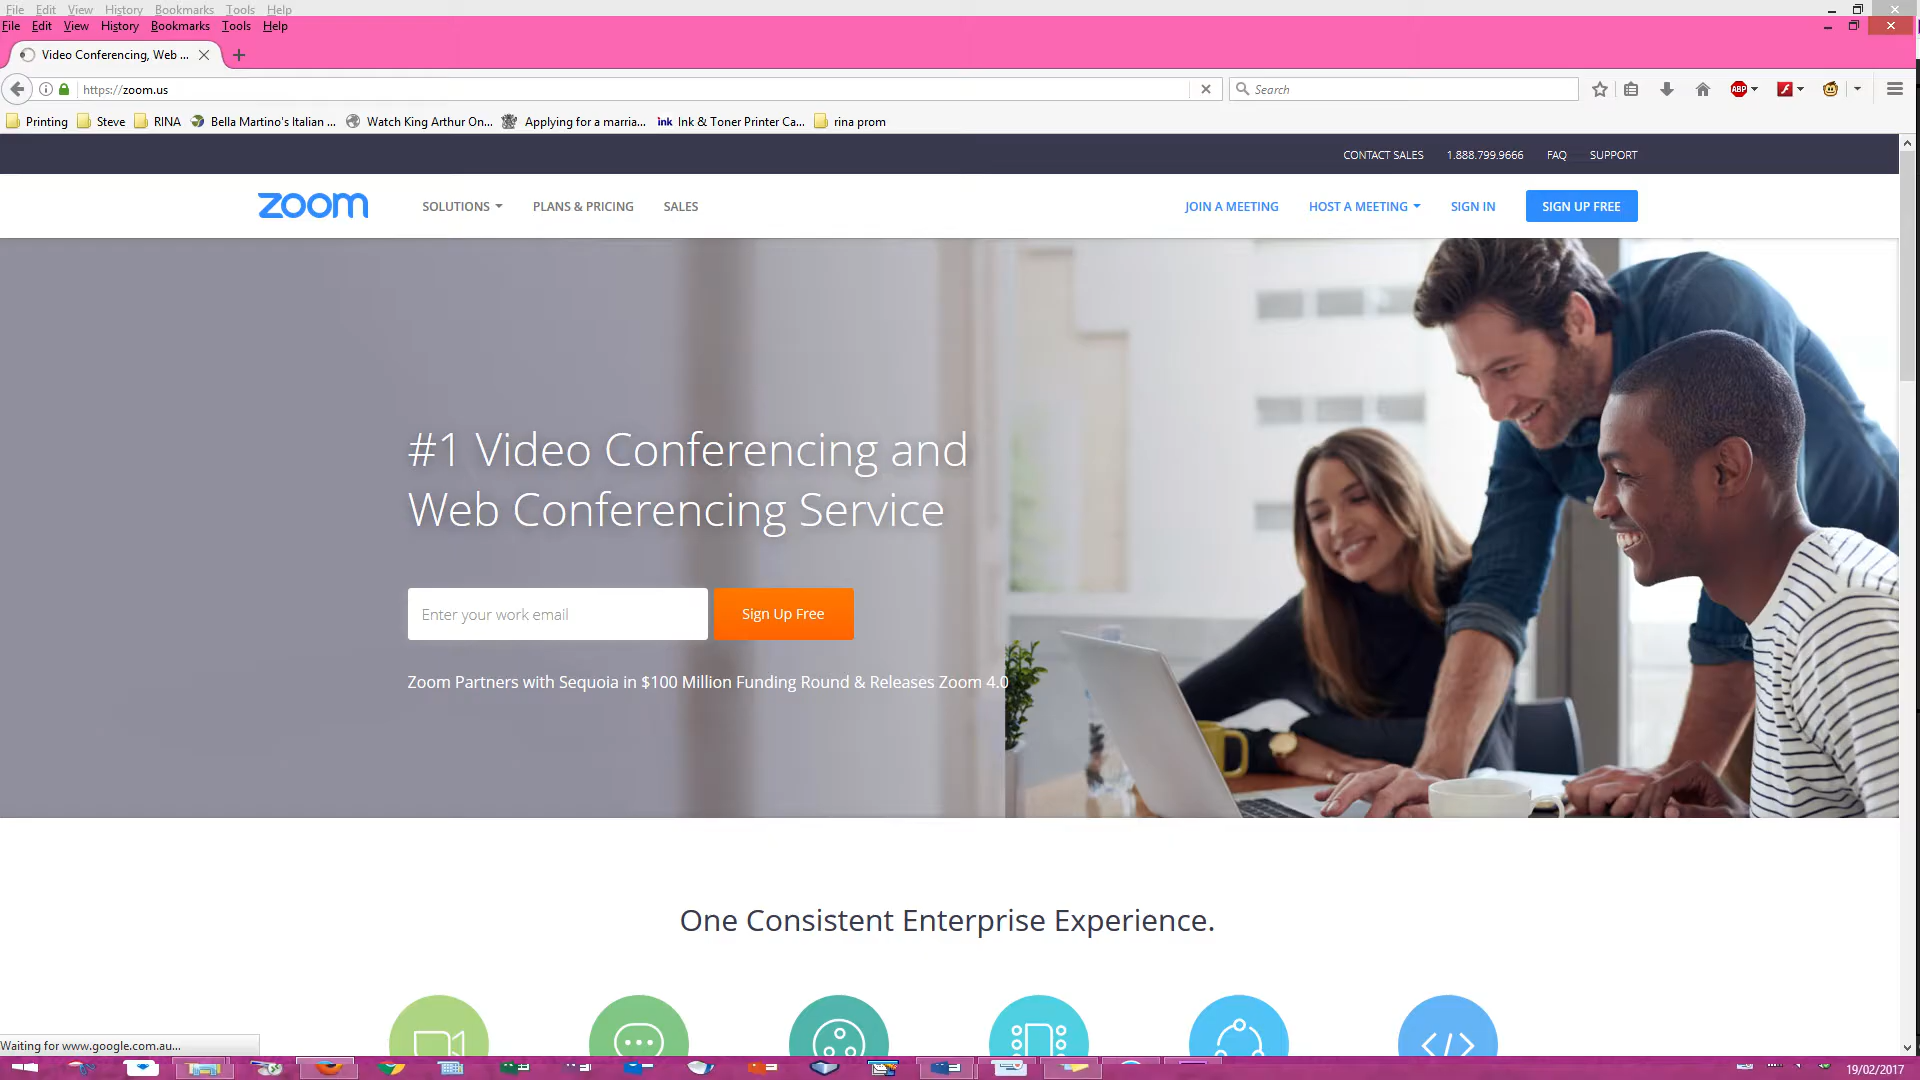 File Edit View History Bookmarks Tools Help
File Edit View History Bookmarks Tools Help
Video Conferencing, Web ...
https://zoom.us
Search
ABP
Printing Steve RINA Bella Martino's Italian ... Watch King Arthur On... Applying for a marria... ink Ink & Toner Printer Ca... rina prom
CONTACT SALES 1.888.799.9666 FAQ SUPPORT
zoom SOLUTIONS PLANS & PRICING SALES JOIN A MEETING HOST A MEETING SIGN IN SIGN UP FREE
#1 Video Conferencing and
Web Conferencing Service
Enter your work email Sign Up Free
Zoom Partners with Sequoia in $100 Million Funding Round & Releases Zoom 4.0
One Consistent Enterprise Experience.
Waiting for www.google.com.au...
19/02/2017